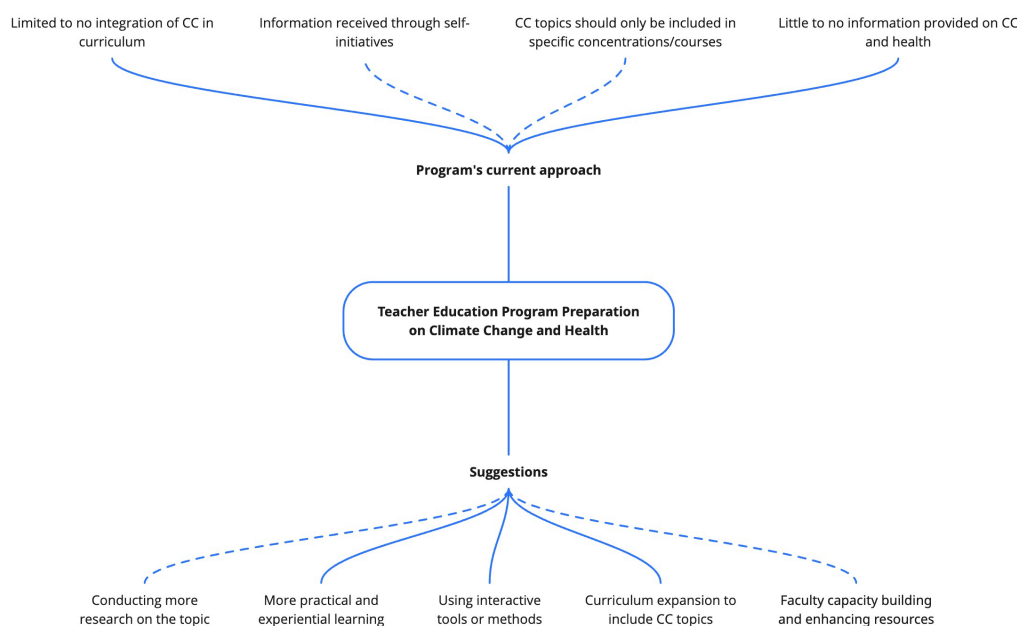 Limited to no integration of CC in
curriculum
Information received through self-
initiatives
CC topics should only be included in
specific concentrations/courses
Little to no information provided on CC
and health
Program's current approach
Teacher Education Program Preparation
on Climate Change and Health
Suggestions
Conducting more
research on the topic
More practical and
experiential learning
Using interactive
tools or methods
Curriculum expansion to
include CC topics
Faculty capacity building
and enhancing resources